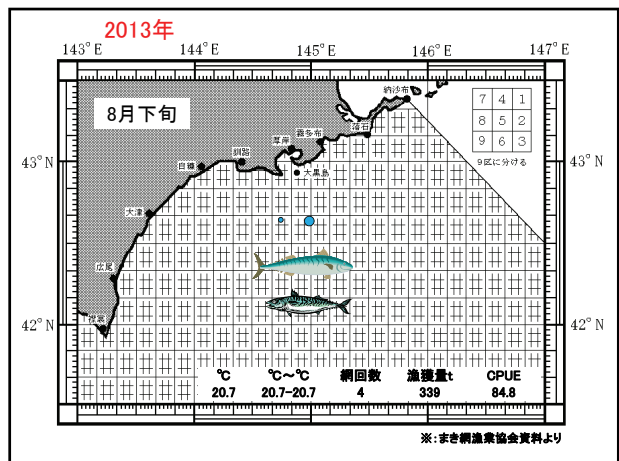 2013年
143°E 144°E 145°E 146°E 147°E
8月下旬
納沙布
7 4 1
8 5 2
9 6 3
9区に分ける
落石
霧多布
厚岸
釧路
白糠
大黒島
43°N 43°N
大津
広尾
襟裳
42°N 42°N
℃ ℃～℃ 網回数 漁獲量t CPUE
20.7 20.7-20.7 4 339 84.8
※:まき網漁業協会資料より